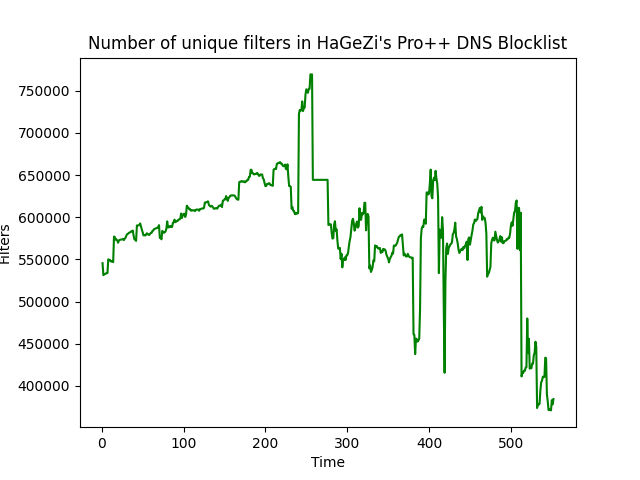 Number of unique filters in HaGeZi's Pro++ DNS Blocklist
750000
700000
650000
600000
550000
500000
450000
400000
Filters
0 100 200 300 400 500
Time